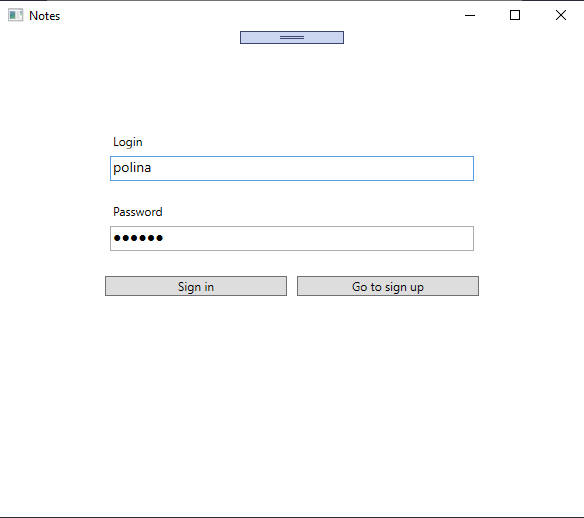 Notes
Login
polina
Password
●●●●●●
Sign in
Go to sign up